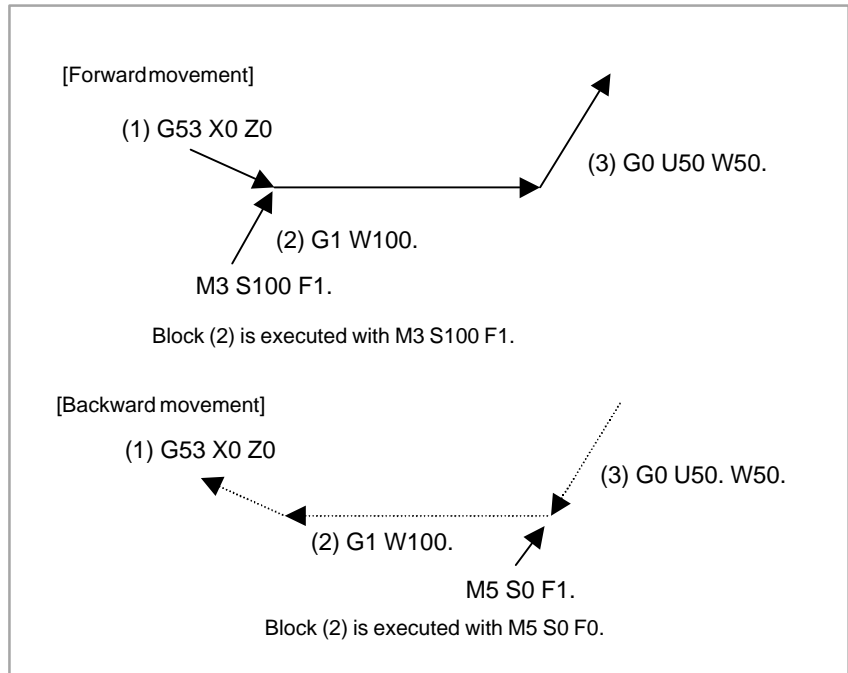 [Forward movement]
(1) G53 X0 Z0
(3) G0 U50 W50.
(2) G1 W100.
M3 S100 F1.
Block (2) is executed with M3 S100 F1.
[Backward movement]
(1) G53 X0 Z0
(3) G0 U50. W50.
(2) G1 W100.
M5 S0 F1.
Block (2) is executed with M5 S0 F0.